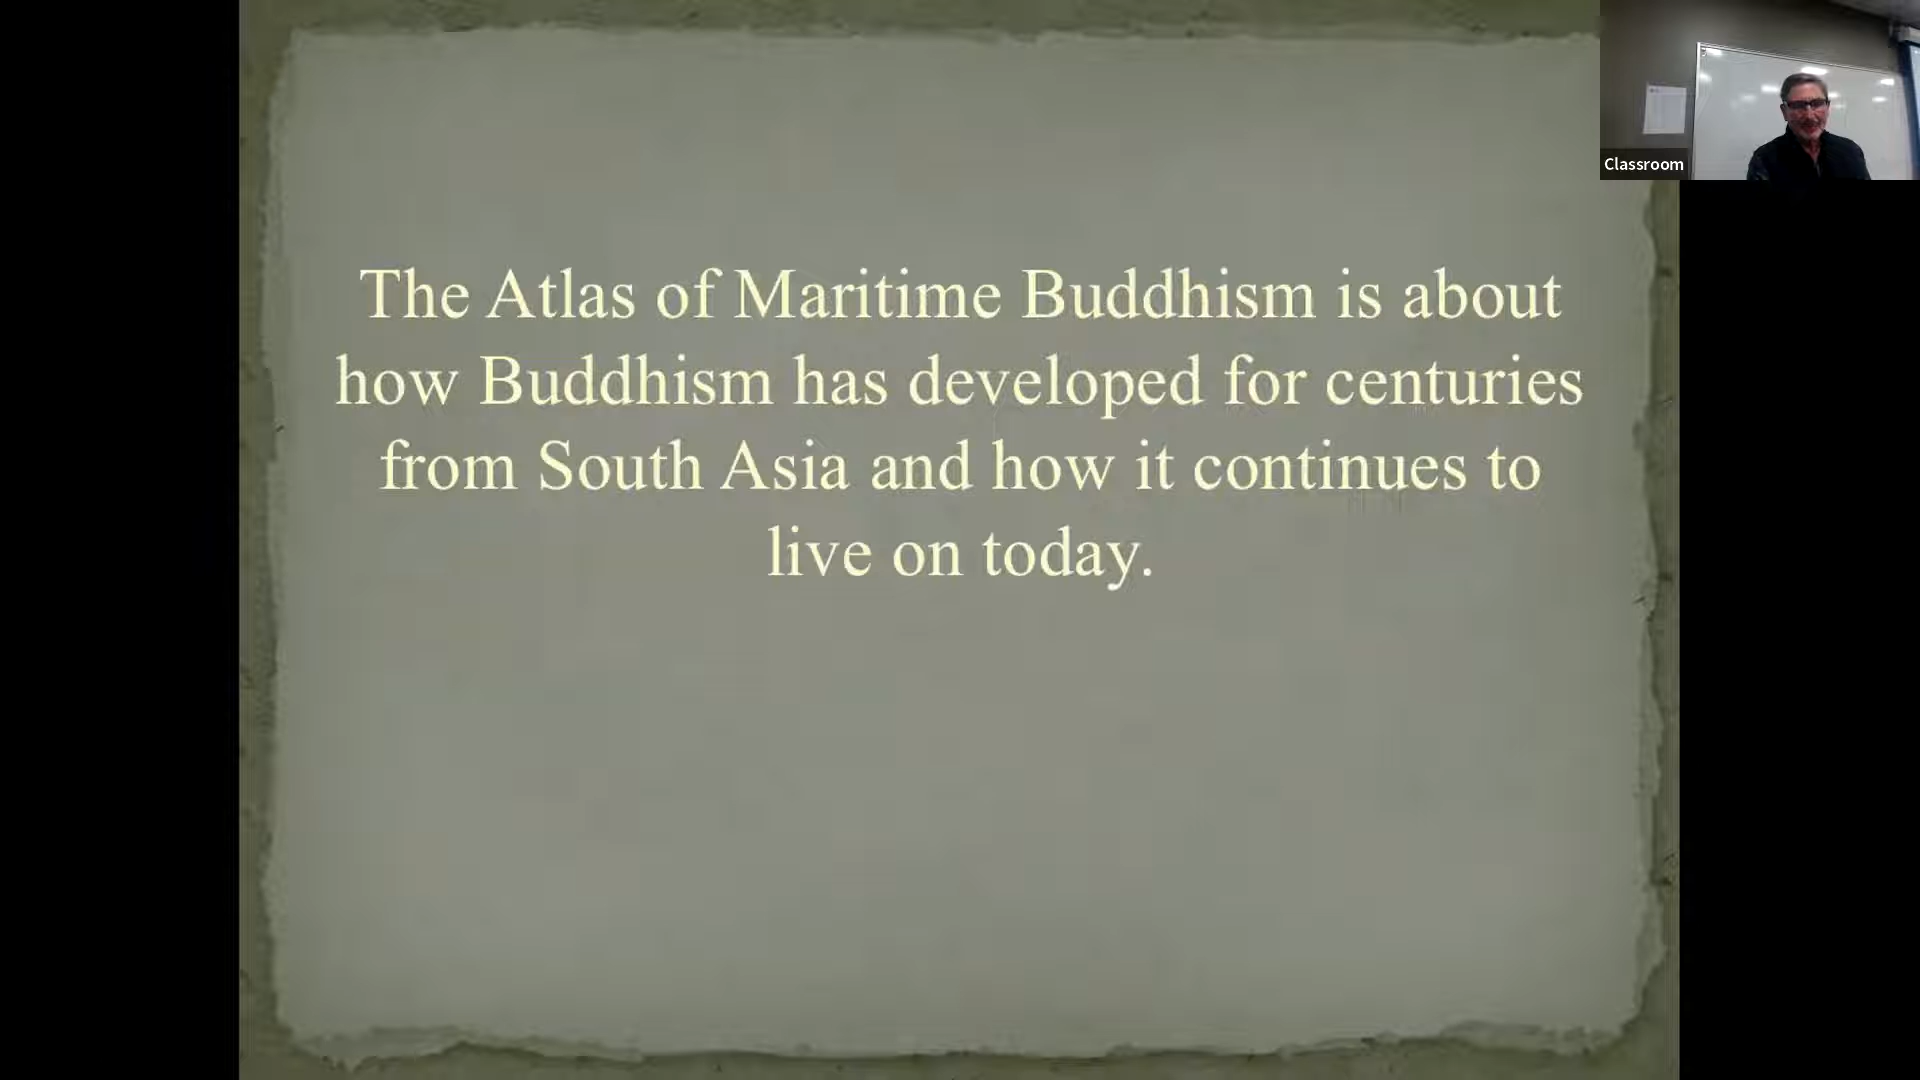 The Atlas of Maritime Buddhism is about
how Buddhism has developed for centuries
from South Asia and how it continues to
live on today.
Classroom